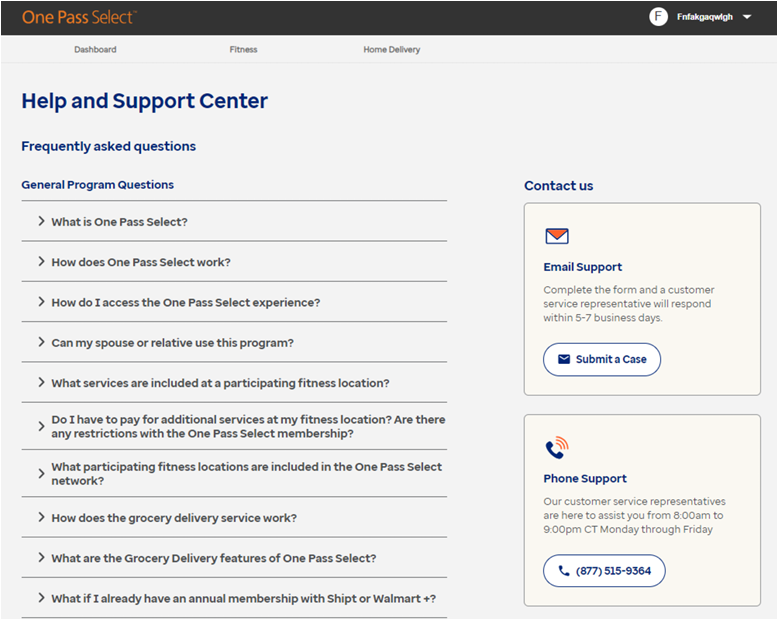 One Pass Select™
F Fnfakgaqwlgh
Dashboard Fitness Home Delivery
Help and Support Center
Frequently asked questions
General Program Questions
What is One Pass Select?
How does One Pass Select work?
How do I access the One Pass Select experience?
Can my spouse or relative use this program?
What services are included at a participating fitness location?
Do I have to pay for additional services at my fitness location? Are there
any restrictions with the One Pass Select membership?
What participating fitness locations are included in the One Pass Select
network?
How does the grocery delivery service work?
What are the Grocery Delivery features of One Pass Select?
What if I already have an annual membership with Shipt or Walmart +?
Contact us
Email Support
Complete the form and a customer
service representative will respond
within 5-7 business days.
Submit a Case
Phone Support
Our customer service representatives
are here to assist you from 8:00am to
9:00pm CT Monday through Friday
(877) 515-9364